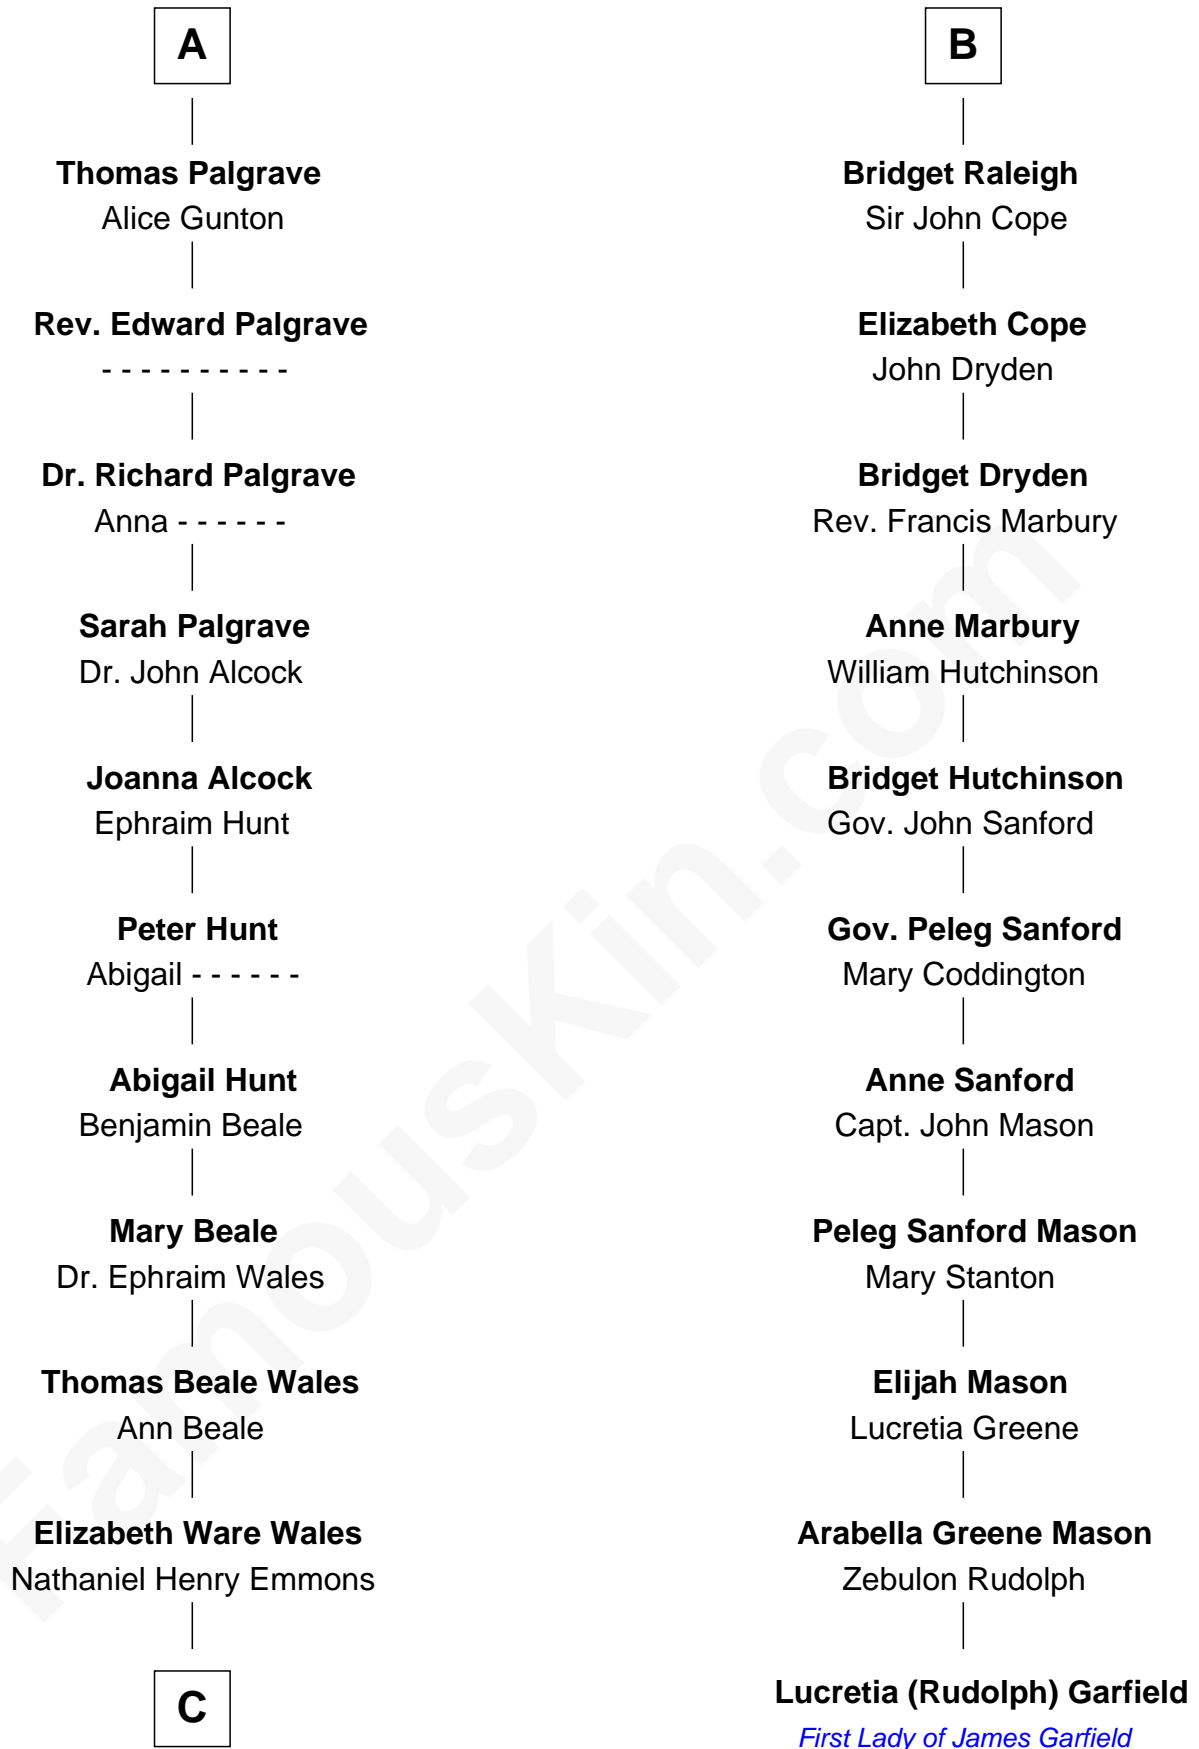 A
Thomas Palgrave
Alice Gunton
Rev. Edward Palgrave
- - - - - - - - - -
Dr. Richard Palgrave
Anna - - - - - -
Sarah Palgrave
Dr. John Alcock
Joanna Alcock
Ephraim Hunt
Peter Hunt
Abigail - - - - - -
Abigail Hunt
Benjamin Beale
Mary Beale
Dr. Ephraim Wales
Thomas Beale Wales
Ann Beale
Elizabeth Ware Wales
Nathaniel Henry Emmons
C
B
Bridget Raleigh
Sir John Cope
Elizabeth Cope
John Dryden
Bridget Dryden
Rev. Francis Marbury
Anne Marbury
William Hutchinson
Bridget Hutchinson
Gov. John Sanford
Gov. Peleg Sanford
Mary Coddington
Anne Sanford
Capt. John Mason
Peleg Sanford Mason
Mary Stanton
Elijah Mason
Lucretia Greene
Arabella Greene Mason
Zebulon Rudolph
Lucretia (Rudolph) Garfield
First Lady of James Garfield
FamousKin.com